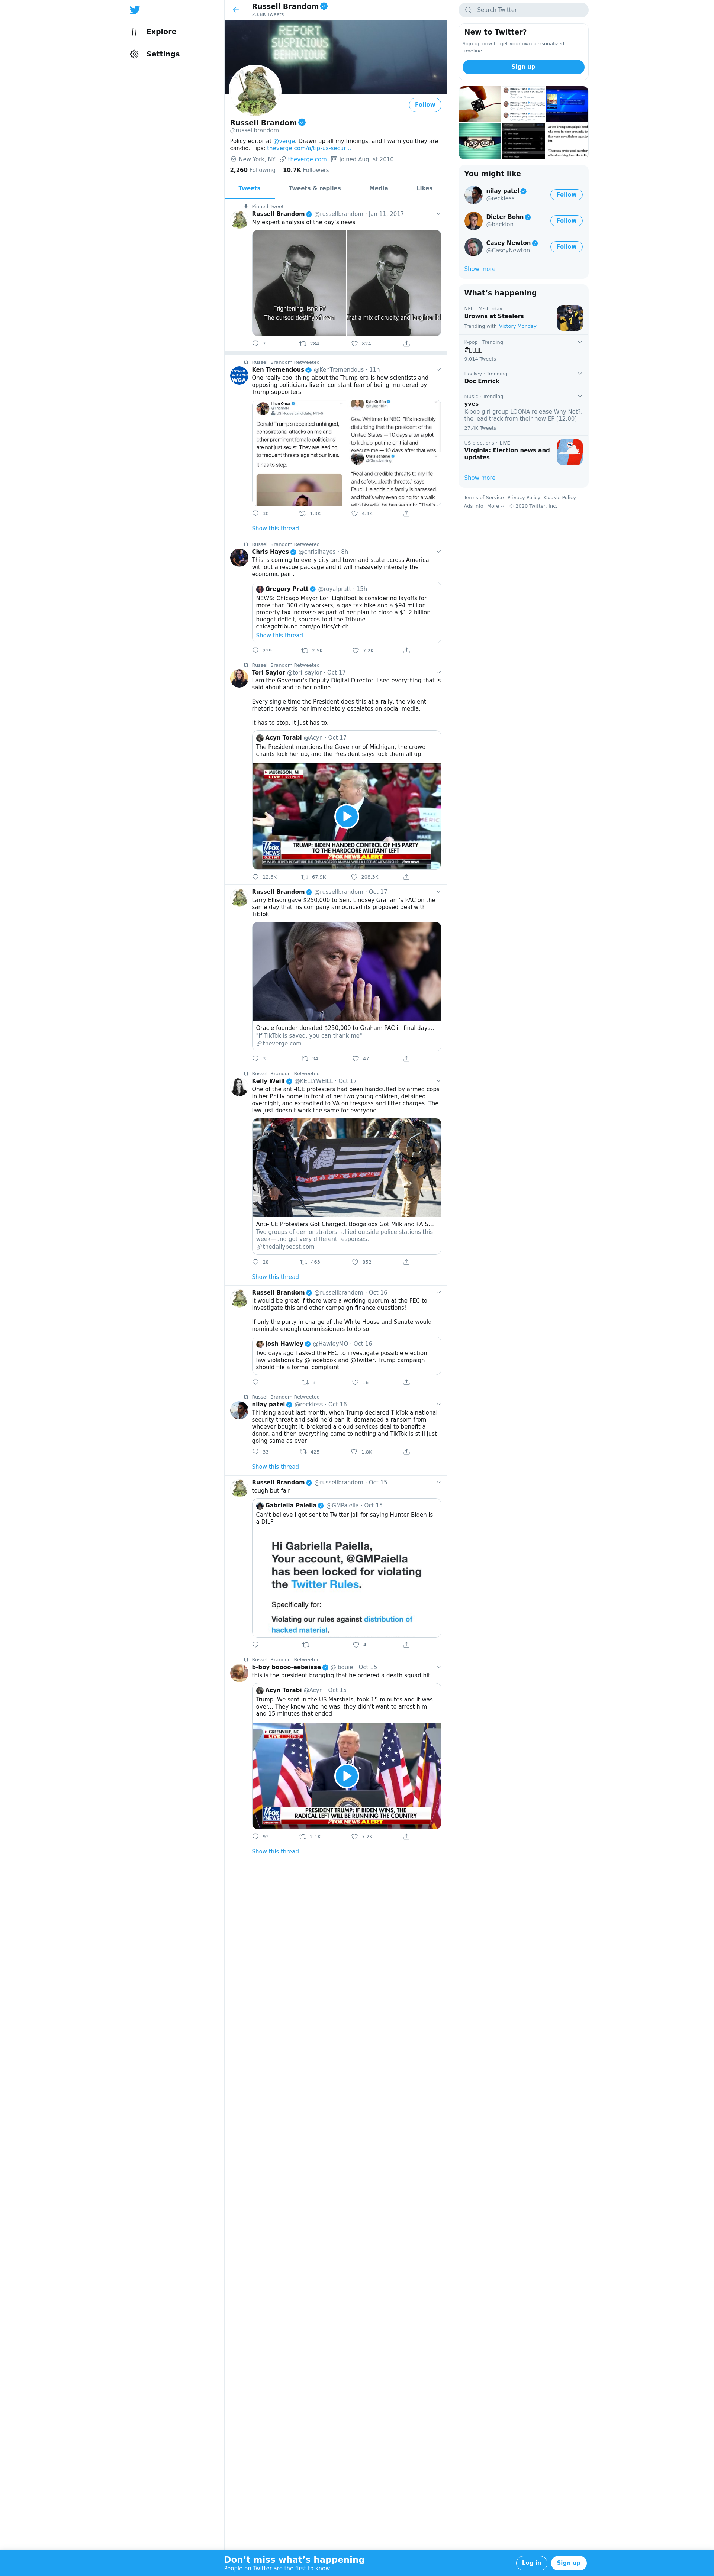 Explore
Settings
Russell Brandom
23.8K Tweets
REPORT
SUSPICIOUS
BEHAVIOUR
Follow
Russell Brandom
@russellbrandom
Policy editor at @verge. Drawn up all my findings, and I warn you they are
candid. Tips: theverge.com/a/tip-us-secur…
New York, NY theverge.com Joined August 2010
2,260 Following 10.7K Followers
Tweets Tweets & replies Media Likes
Pinned Tweet
Russell Brandom @russellbrandom · Jan 11, 2017
My expert analysis of the day's news
Frightening, isn't it?
The cursed destiny of man
that a mix of cruelty and laughter it i
7 284 824
Russell Brandom Retweeted
STAND
WITH THE
WGA
Ken Tremendous @KenTremendous · 11h
One really cool thing about the Trump era is how scientists and
opposing politicians live in constant fear of being murdered by
Trump supporters.
Ilhan Omar
@IlhanMN
US House candidate, MN-5
Donald Trump's repeated unhinged,
conspiratorial attacks on me and
other prominent women are not
just sexist. They are leading
to frequent threats against our lives.
It has to stop.
Kyle Griffin
@kylegriffin1
Gov. Whitmer to NBC: "It's incredibly
disturbing that the president of the
United States — 10 days after a plot
to kidnap, put me on trial and
execute me — 10 days after that was
Chris Jansing
@ChrisJansing
"Real and credible threats to my life
and safety…disturbing," says
Fauci. He adds his family is harassed
and that's why even going for a walk
with his wife, he has security. "That's
30 1.3K 4.4K
Show this thread
Russell Brandom Retweeted
Chris Hayes @chrislhayes · 8h
This is coming to every city and town and state across America
without a rescue package and it will massively intensify the
economic pain.
Gregory Pratt @royalpratt · 15h
NEWS: Chicago Mayor Lori Lightfoot is considering layoffs for
more than 300 city workers, a gas tax hike and a $94 million
property tax increase as part of her plan to close a $1.2 billion
budget deficit, sources told the Tribune.
chicagotribune.com/politics/ct-ch…
Show this thread
239 2.5K 7.2K
Russell Brandom Retweeted
Tori Saylor @tori_saylor · Oct 17
I am the Governor's Deputy Digital Director. I see everything that is
said about and to her online.
Every single time the President does this at a rally, the violent
rhetoric towards her immediately escalates on social media.
It has to stop. It just has to.
Acyn Torabi @Acyn · Oct 17
The President mentions the Governor of Michigan, the crowd
chants lock her up, and the President says lock them all up
MUSKEGON, MI
LIVE
FOX
NEWS
TRUMP: BIDEN HANDED CONTROL OF HIS PARTY
TO THE HARDCORE MILITANT LEFT
FOX NEWS ALERT
12.6K 67.9K 208.3K
Russell Brandom @russellbrandom · Oct 17
Larry Ellison gave $250,000 to Sen. Lindsey Graham's PAC on the
same day that his company announced its proposed deal with
TikTok.
Oracle founder donated $250,000 to Graham PAC in final days…
"If TikTok is saved, you can thank me"
theverge.com
3 34 47
Russell Brandom Retweeted
Kelly Weill @KELLYWEILL · Oct 17
One of the anti-ICE protesters had been handcuffed by armed cops
in her Philly home in front of her two young children, detained
overnight, and extradited to VA on trespass and litter charges. The
law just doesn't work the same for everyone.
Anti-ICE Protesters Got Charged. Boogaloos Got Milk and PA S…
Two groups of demonstrators rallied outside police stations this
week—and got very different responses.
thedailybeast.com
28 463 852
Show this thread
Russell Brandom @russellbrandom · Oct 16
It would be great if there were a working quorum at the FEC to
investigate this and other campaign finance questions!
If only the party in charge of the White House and Senate would
nominate enough commissioners to do so!
Josh Hawley @HawleyMO · Oct 16
Two days ago I asked the FEC to investigate possible election
law violations by @Facebook and @Twitter. Trump campaign
should file a formal complaint
3 16
Russell Brandom Retweeted
nilay patel @reckless · Oct 16
Thinking about last month, when Trump declared TikTok a national
security threat and said he'd ban it, demanded a ransom from
whoever bought it, brokered a cloud services deal to benefit a
donor, and then everything came to nothing and TikTok is still just
going same as ever
33 425 1.8K
Show this thread
Russell Brandom @russellbrandom · Oct 15
tough but fair
Gabriella Paiella @GMPaiella · Oct 15
Can't believe I got sent to Twitter jail for saying Hunter Biden is
a DILF
Hi Gabriella Paiella,
Your account, @GMPaiella
has been locked for violating
the Twitter Rules.
Specifically for:
Violating our rules against distribution of
hacked material.
4
Russell Brandom Retweeted
b-boy boooo-eebaisse @jbouie · Oct 15
this is the president bragging that he ordered a death squad hit
Acyn Torabi @Acyn · Oct 15
Trump: We sent in the US Marshals, took 15 minutes and it was
over... They knew who he was, they didn't want to arrest him
and 15 minutes that ended
GREENVILLE, NC
LIVE
FOX
NEWS
PRESIDENT TRUMP: IF BIDEN WINS, THE
RADICAL LEFT WILL BE RUNNING THE COUNTRY
FOX NEWS ALERT
93 2.1K 7.2K
Show this thread
Search Twitter
New to Twitter?
Sign up now to get your own personalized
timeline!
Sign up
You might like
nilay patel
@reckless
Follow
Dieter Bohn
@backlon
Follow
Casey Newton
@CaseyNewton
Follow
Show more
What's happening
NFL · Yesterday
Browns at Steelers
Trending with Victory Monday
K-pop · Trending
9,014 Tweets
Hockey · Trending
Doc Emrick
Music · Trending
yves
K-pop girl group LOONA release Why Not?,
the lead track from their new EP [12:00]
27.4K Tweets
US elections · LIVE
Virginia: Election news and
updates
Show more
Terms of Service Privacy Policy Cookie Policy
Ads info More © 2020 Twitter, Inc.
Don't miss what's happening
People on Twitter are the first to know.
Log in Sign up